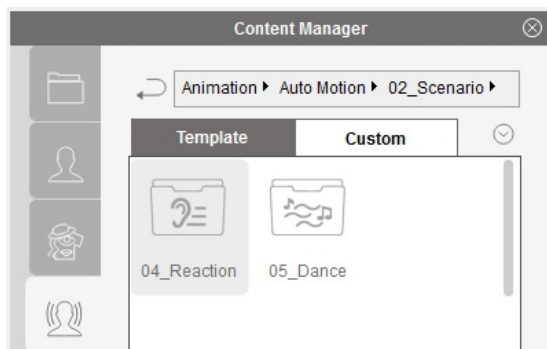 Content Manager
Animation ▸ Auto Motion ▸ 02_Scenario ▸
Template Custom
04_Reaction 05_Dance